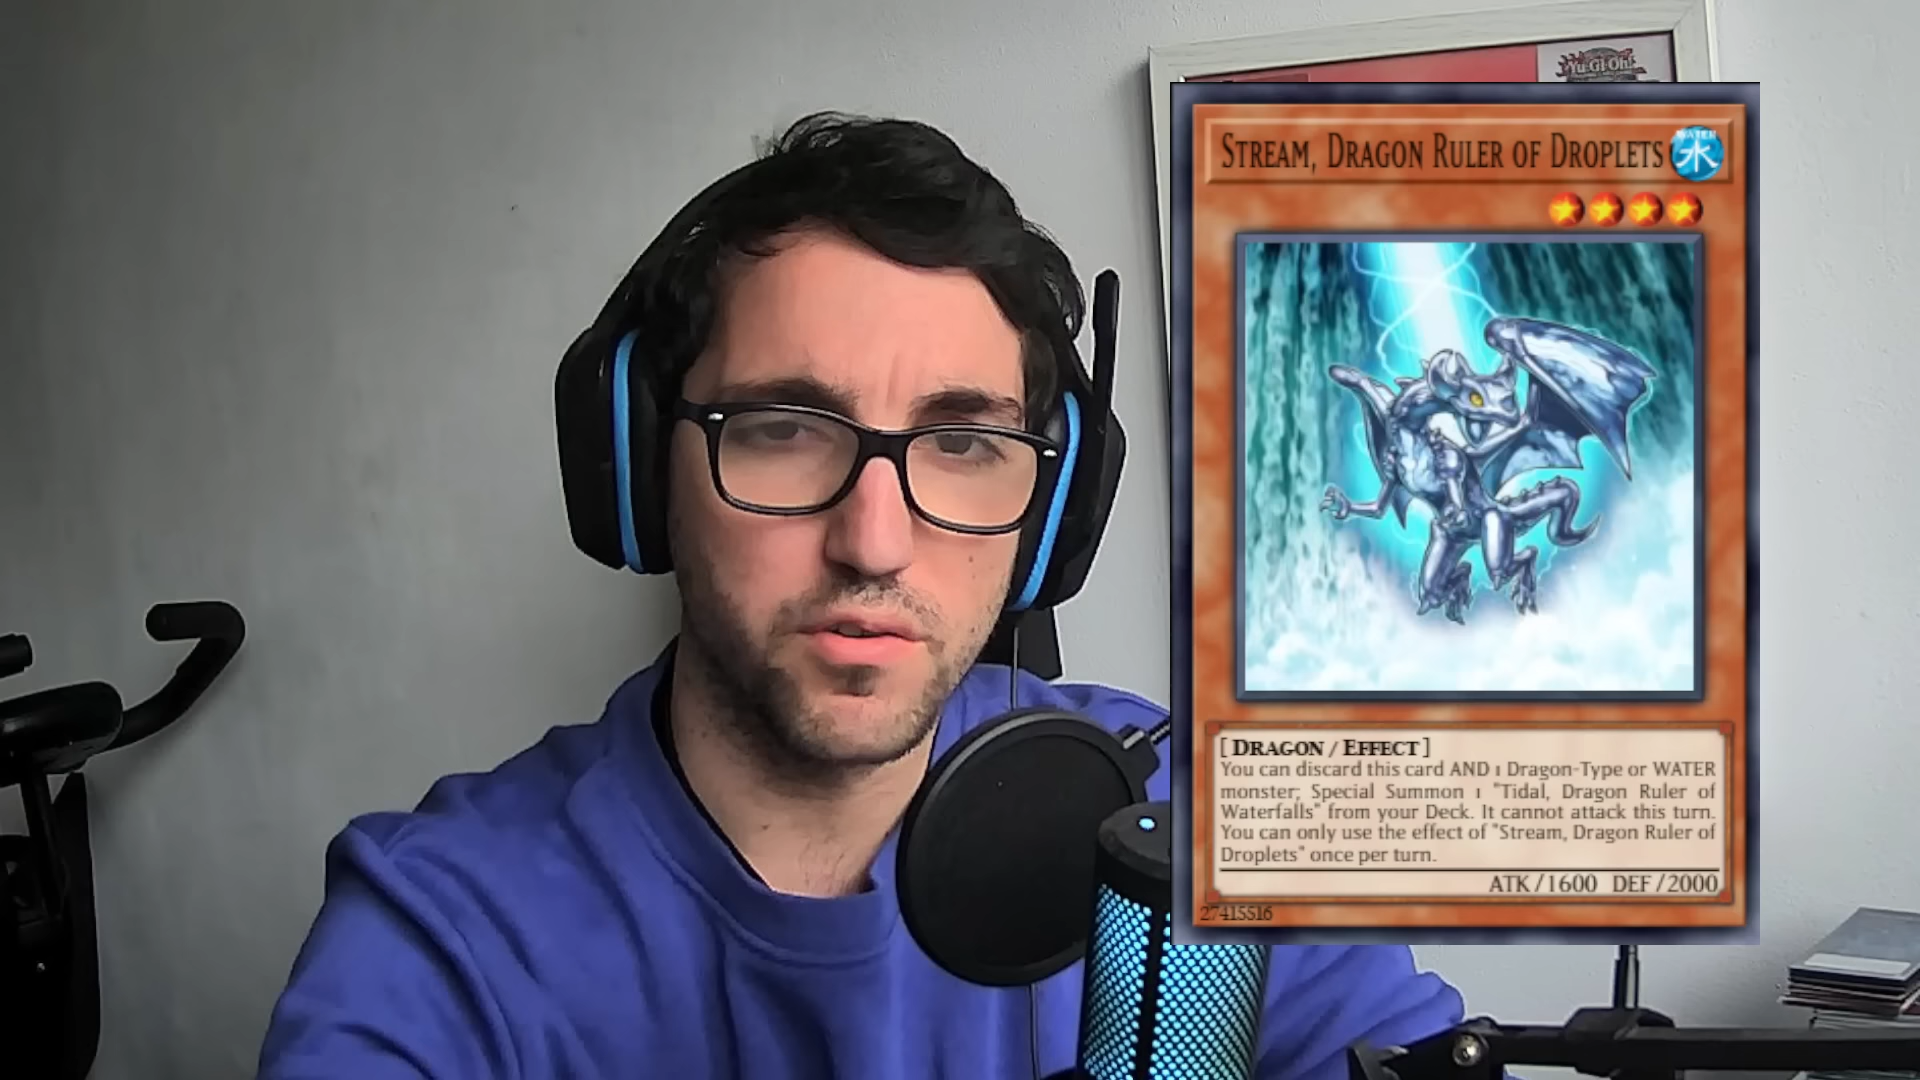 Yu-Gi-Oh!
STREAM, DRAGON RULER OF DROPLETS
WATER
水
[ DRAGON / EFFECT ]
You can discard this card AND 1 Dragon-Type or WATER
monster; Special Summon 1 "Tidal, Dragon Ruler of
Waterfalls" from your Deck. It cannot attack this turn.
You can only use the effect of "Stream, Dragon Ruler of
Droplets" once per turn.
ATK/1600 DEF/2000
27415516